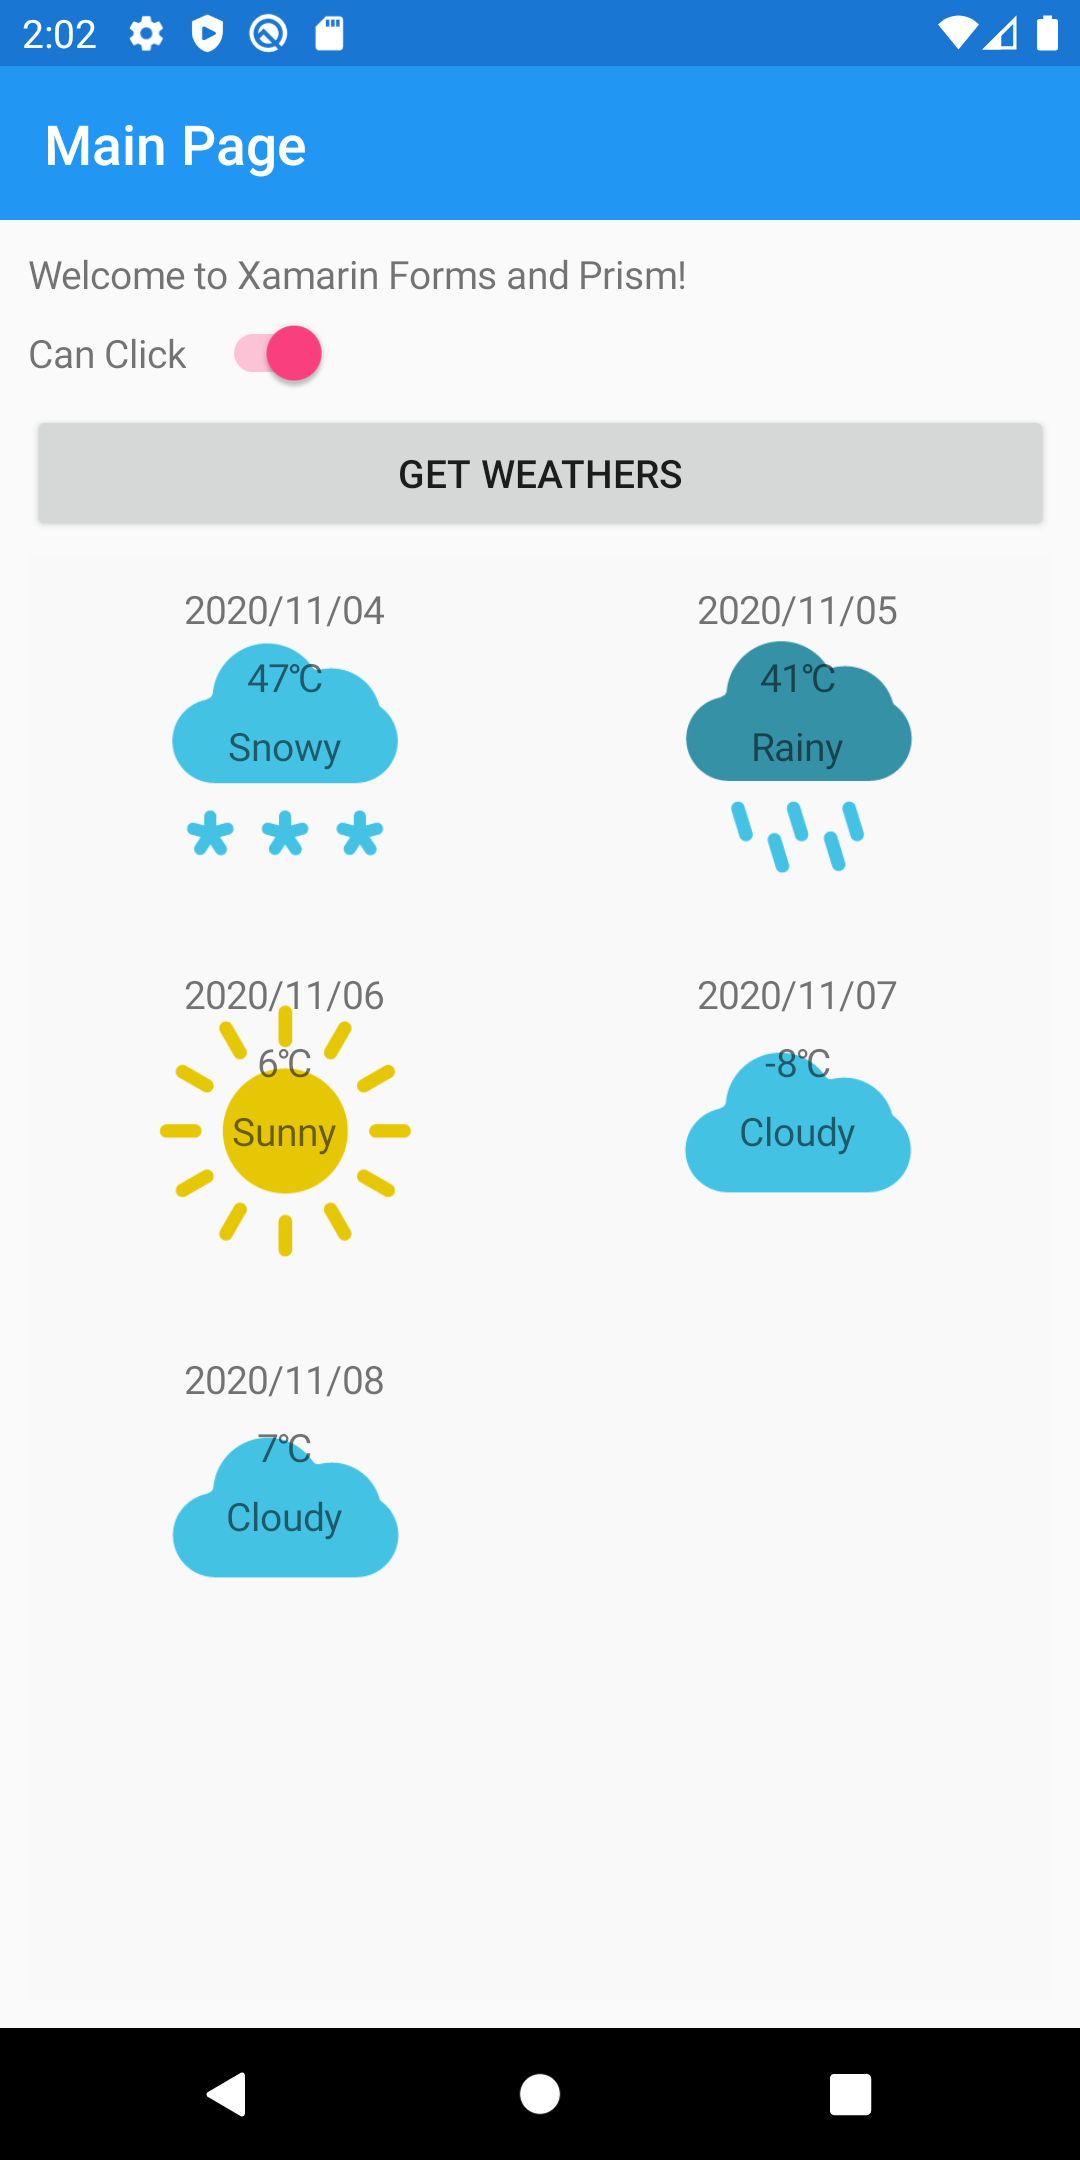 2:02
Main Page
Welcome to Xamarin Forms and Prism!
Can Click
GET WEATHERS
2020/11/04
47℃
Snowy
2020/11/05
41℃
Rainy
2020/11/06
6℃
Sunny
2020/11/07
-8℃
Cloudy
2020/11/08
7℃
Cloudy